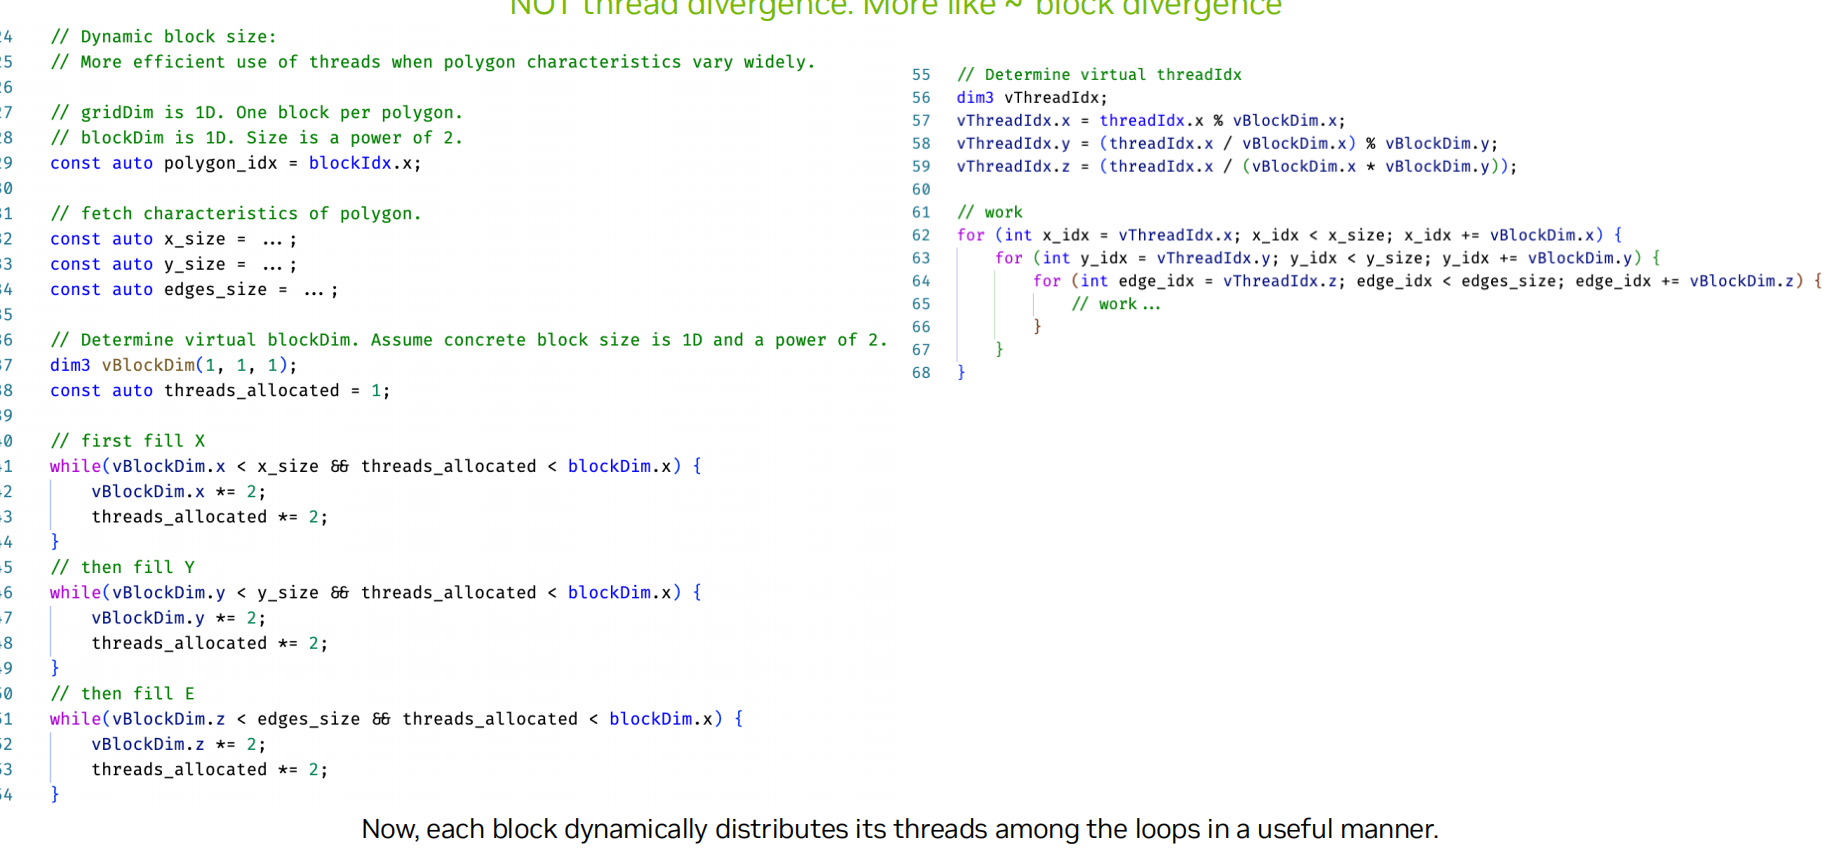 NOT thread divergence. More like ~ block divergence
24 // Dynamic block size:
25 // More efficient use of threads when polygon characteristics vary widely.
26
27 // gridDim is 1D. One block per polygon.
28 // blockDim is 1D. Size is a power of 2.
29 const auto polygon_idx = blockIdx.x;
30
31 // fetch characteristics of polygon.
32 const auto x_size = ...;
33 const auto y_size = ...;
34 const auto edges_size = ...;
35
36 // Determine virtual blockDim. Assume concrete block size is 1D and a power of 2.
37 dim3 vBlockDim(1, 1, 1);
38 const auto threads_allocated = 1;
39
40 // first fill X
41 while(vBlockDim.x < x_size && threads_allocated < blockDim.x) {
42 vBlockDim.x *= 2;
43 threads_allocated *= 2;
44 }
45 // then fill Y
46 while(vBlockDim.y < y_size && threads_allocated < blockDim.x) {
47 vBlockDim.y *= 2;
48 threads_allocated *= 2;
49 }
50 // then fill E
51 while(vBlockDim.z < edges_size && threads_allocated < blockDim.x) {
52 vBlockDim.z *= 2;
53 threads_allocated *= 2;
54 }
55 // Determine virtual threadIdx
56 dim3 vThreadIdx;
57 vThreadIdx.x = threadIdx.x % vBlockDim.x;
58 vThreadIdx.y = (threadIdx.x / vBlockDim.x) % vBlockDim.y;
59 vThreadIdx.z = (threadIdx.x / (vBlockDim.x * vBlockDim.y));
60
61 // work
62 for (int x_idx = vThreadIdx.x; x_idx < x_size; x_idx += vBlockDim.x) {
63 for (int y_idx = vThreadIdx.y; y_idx < y_size; y_idx += vBlockDim.y) {
64 for (int edge_idx = vThreadIdx.z; edge_idx < edges_size; edge_idx += vBlockDim.z) {
65 // work...
66 }
67 }
68 }
Now, each block dynamically distributes its threads among the loops in a useful manner.